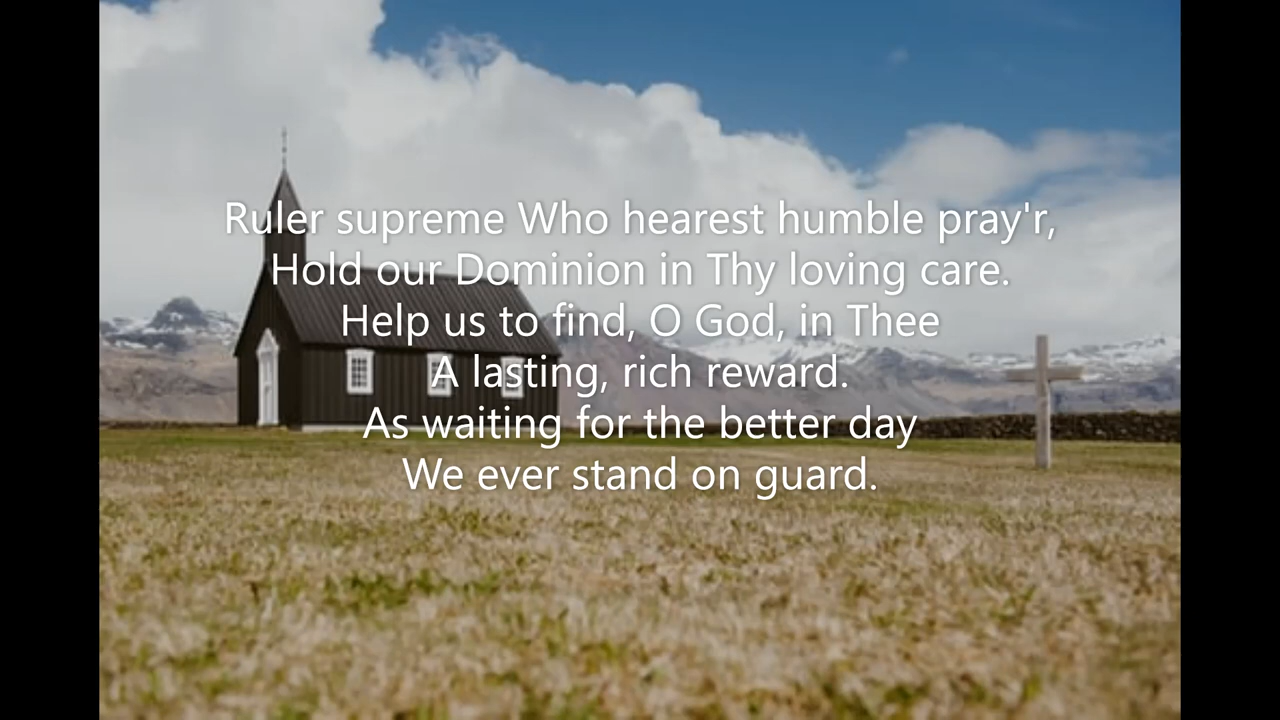 Ruler supreme Who hearest humble pray'r,
Hold our Dominion in Thy loving care.
Help us to find, O God, in Thee
A lasting, rich reward.
As waiting for the better day
We ever stand on guard.